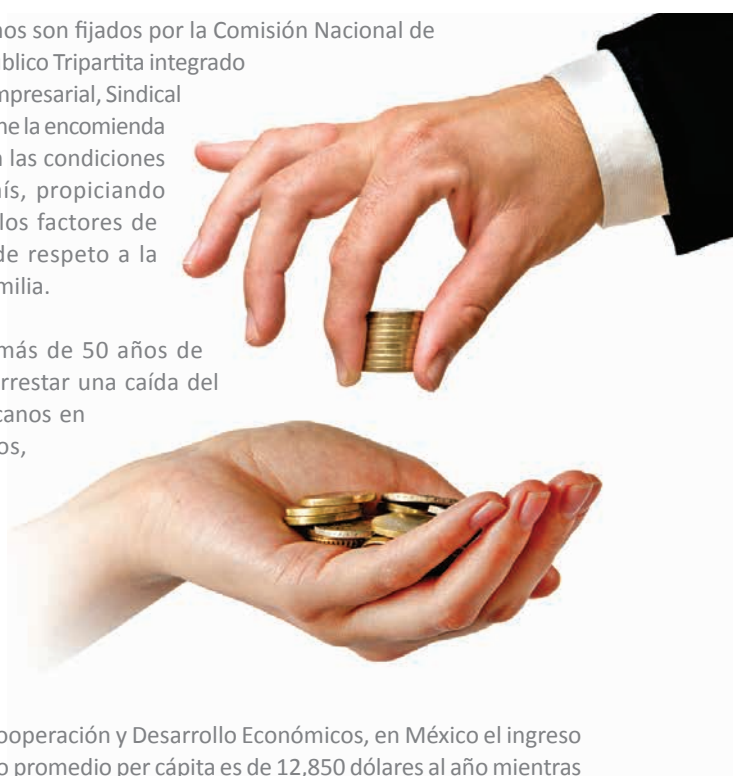 nos son fijados por la Comisión Nacional de
blico Tripartita integrado
mpresarial, Sindical
ne la encomienda
n las condiciones
ís, propiciando
los factores de
de respeto a la
milia.
más de 50 años de
rrestar una caída del
canos en
os,
ooperación y Desarrollo Económicos, en México el ingreso
o promedio per cápita es de 12,850 dólares al año mientras